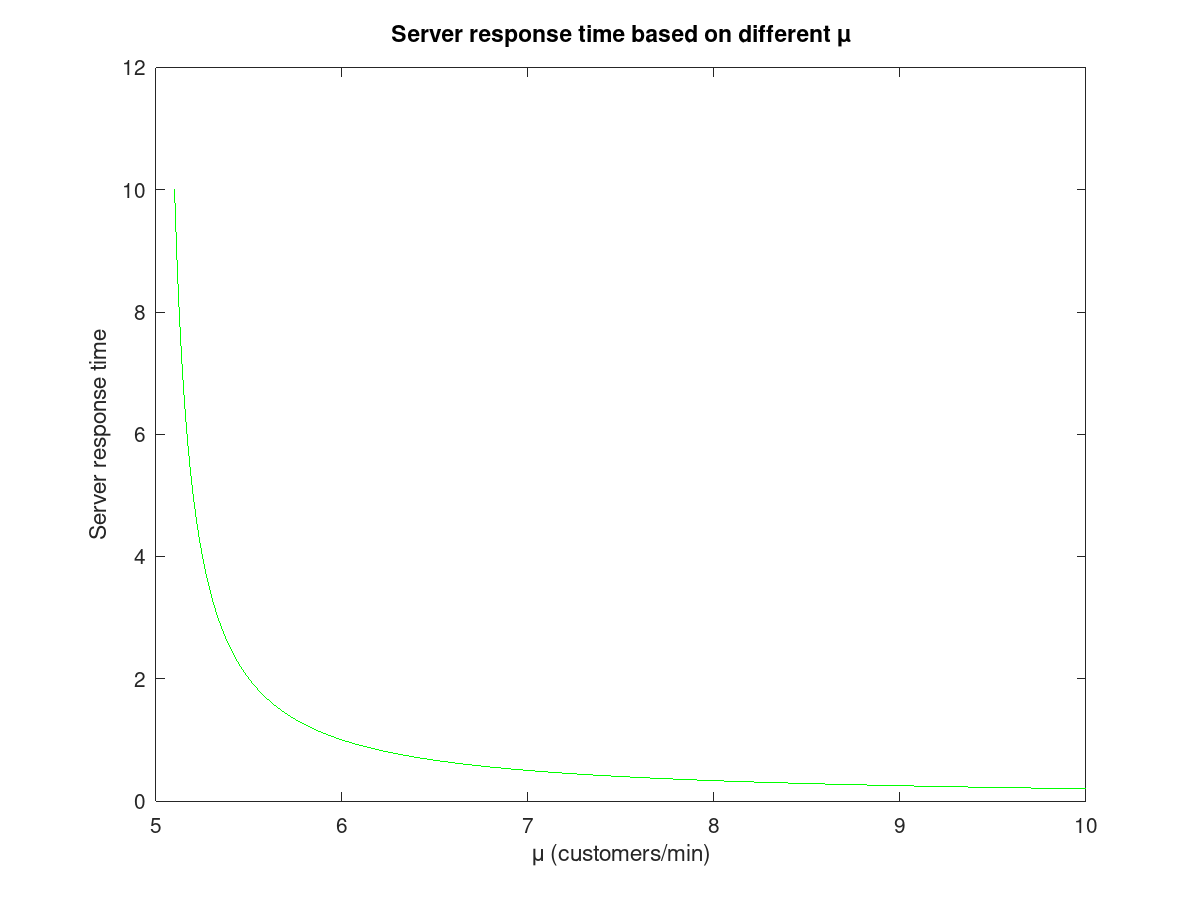 Server response time based on different µ
12
10
8
6
4
2
0
Server response time
5 6 7 8 9 10
µ (customers/min)